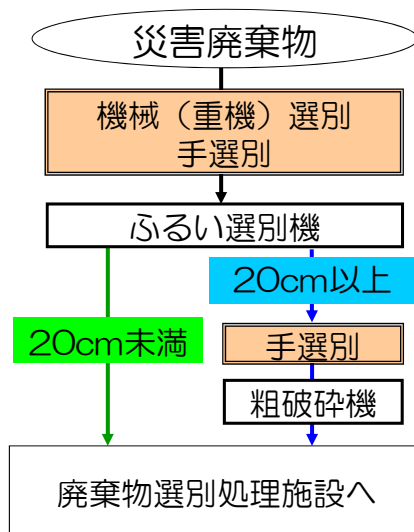 災害廃棄物
機械（重機）選別
手選別
ふるい選別機
20cm以上
20cm未満
手選別
粗破砕機
廃棄物選別処理施設へ